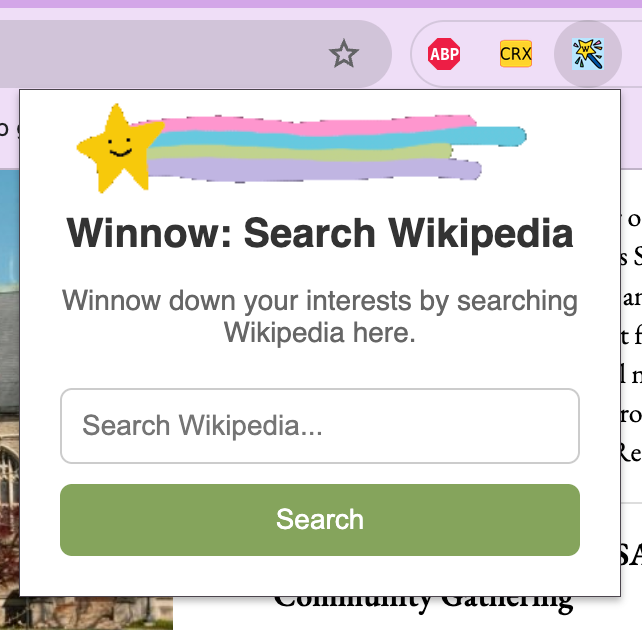 ABP
CRX
W
Winnow: Search Wikipedia
Winnow down your interests by searching
Wikipedia here.
Search Wikipedia...
Search
Community Gathering